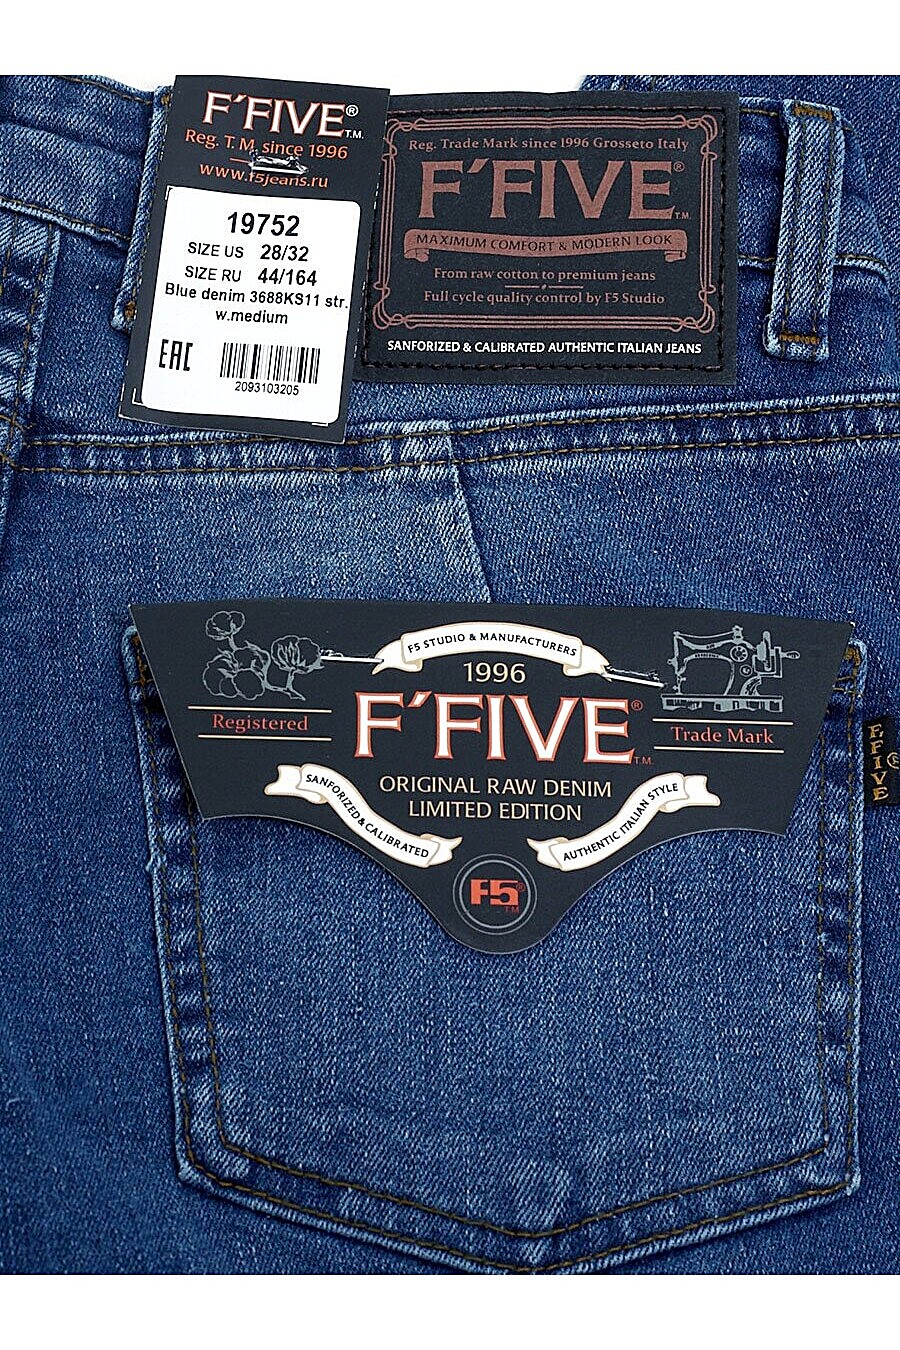 F'FIVE® T.M.
Reg. T. M. since 1996
www.f5jeans.ru
19752
SIZE US 28/32
SIZE RU 44/164
Blue denim 3688KS11 str.
w.medium
EAC
2093103205
Reg. Trade Mark since 1996 Grosseto Italy
F'FIVE® T.M.
MAXIMUM COMFORT & MODERN LOOK
From raw cotton to premium jeans
Full cycle quality control by F5 Studio
SANFORIZED & CALIBRATED AUTHENTIC ITALIAN JEANS
F5 STUDIO & MANUFACTURERS
1996
F'FIVE® T.M.
Registered
Trade Mark
ORIGINAL RAW DENIM
LIMITED EDITION
SANFORIZED & CALIBRATED
AUTHENTIC ITALIAN STYLE
F5® TM
F'FIVE®